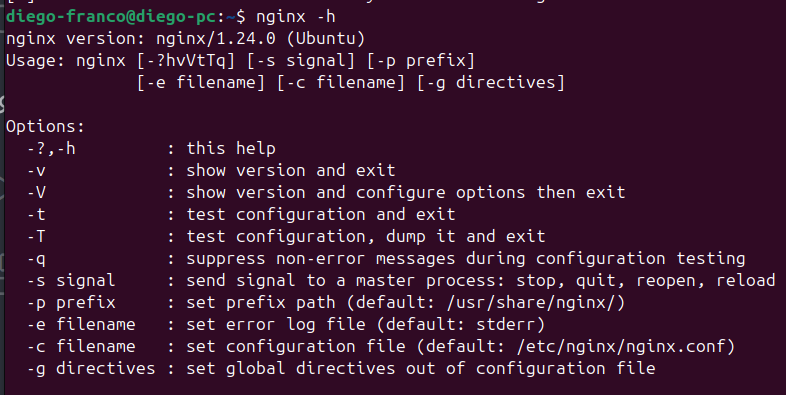 diego-franco@diego-pc:~$ nginx -h
nginx version: nginx/1.24.0 (Ubuntu)
Usage: nginx [-?hvVtTq] [-s signal] [-p prefix]
             [-e filename] [-c filename] [-g directives]

Options:
  -?,-h         : this help
  -v            : show version and exit
  -V            : show version and configure options then exit
  -t            : test configuration and exit
  -T            : test configuration, dump it and exit
  -q            : suppress non-error messages during configuration testing
  -s signal     : send signal to a master process: stop, quit, reopen, reload
  -p prefix     : set prefix path (default: /usr/share/nginx/)
  -e filename   : set error log file (default: stderr)
  -c filename   : set configuration file (default: /etc/nginx/nginx.conf)
  -g directives : set global directives out of configuration file